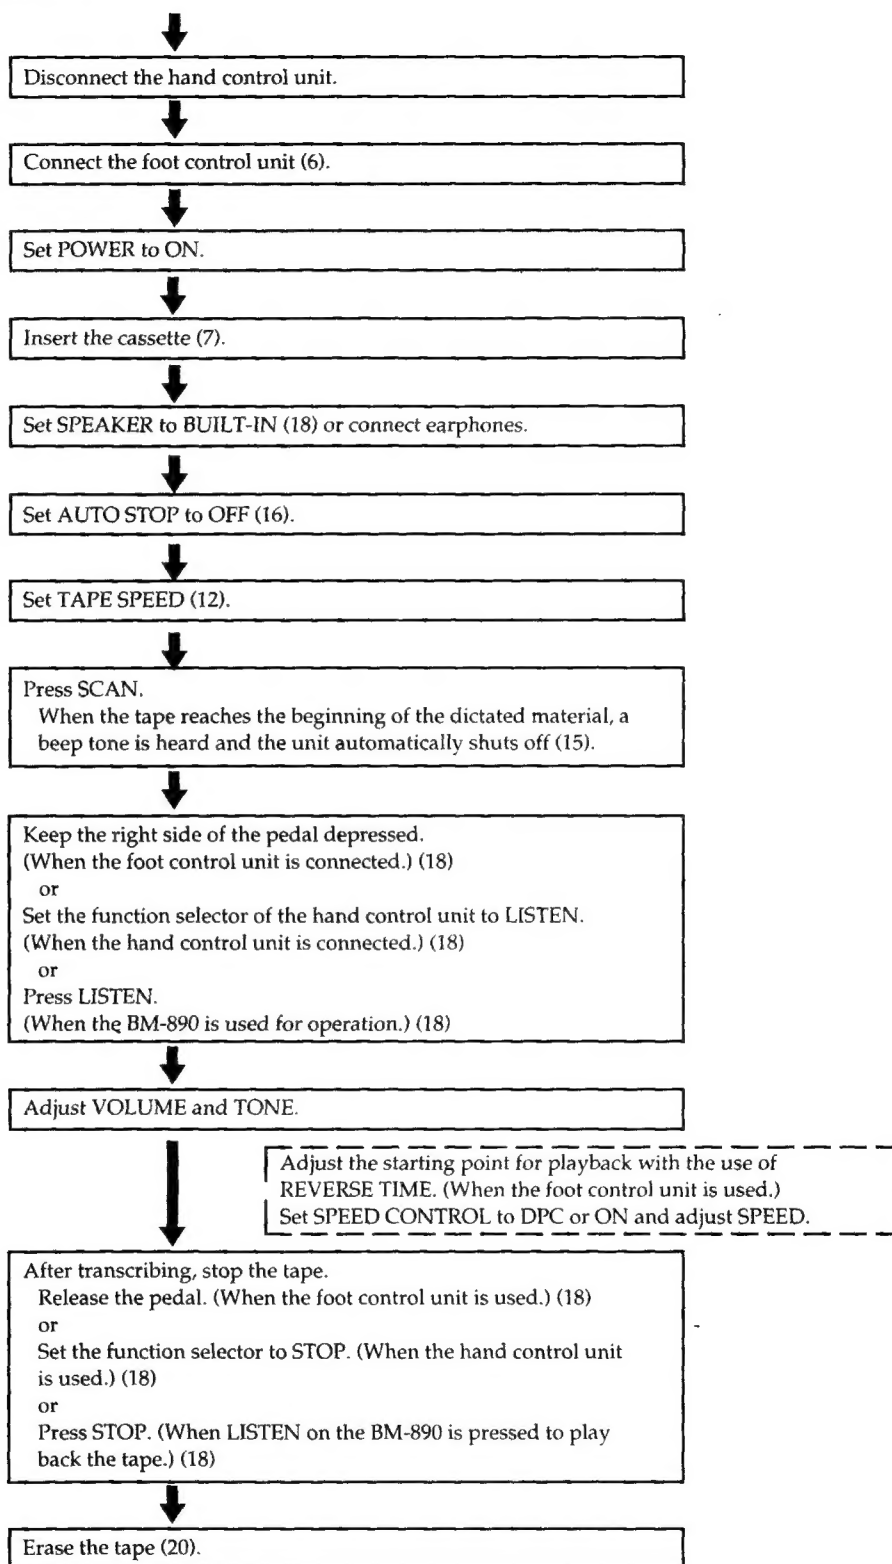 Disconnect the hand control unit.
Connect the foot control unit (6).
Set POWER to ON.
Insert the cassette (7).
Set SPEAKER to BUILT-IN (18) or connect earphones.
Set AUTO STOP to OFF (16).
Set TAPE SPEED (12).
Press SCAN.
When the tape reaches the beginning of the dictated material, a
beep tone is heard and the unit automatically shuts off (15).
Keep the right side of the pedal depressed.
(When the foot control unit is connected.) (18)
or
Set the function selector of the hand control unit to LISTEN.
(When the hand control unit is connected.) (18)
or
Press LISTEN.
(When the BM-890 is used for operation.) (18)
Adjust VOLUME and TONE.
Adjust the starting point for playback with the use of
REVERSE TIME. (When the foot control unit is used.)
Set SPEED CONTROL to DPC or ON and adjust SPEED.
After transcribing, stop the tape.
Release the pedal. (When the foot control unit is used.) (18)
or
Set the function selector to STOP. (When the hand control unit
is used.) (18)
or
Press STOP. (When LISTEN on the BM-890 is pressed to play
back the tape.) (18)
Erase the tape (20).